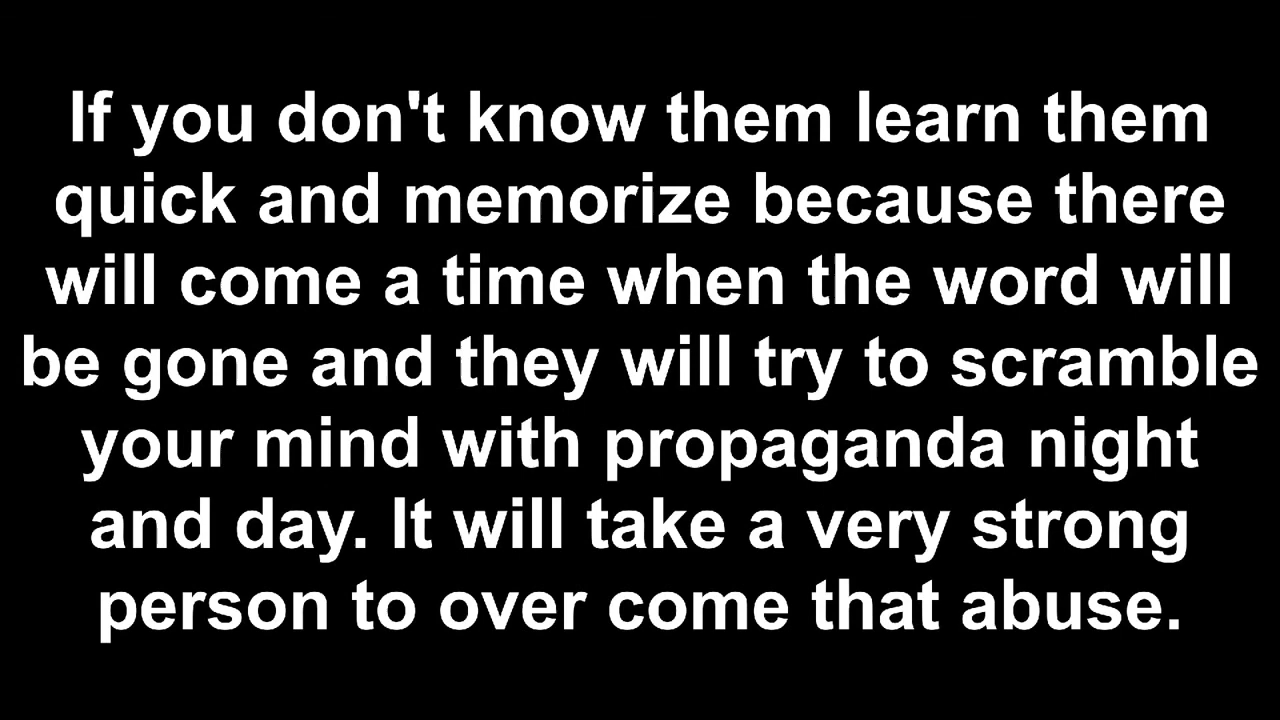 If you don't know them learn them
quick and memorize because there
will come a time when the word will
be gone and they will try to scramble
your mind with propaganda night
and day. It will take a very strong
person to over come that abuse.